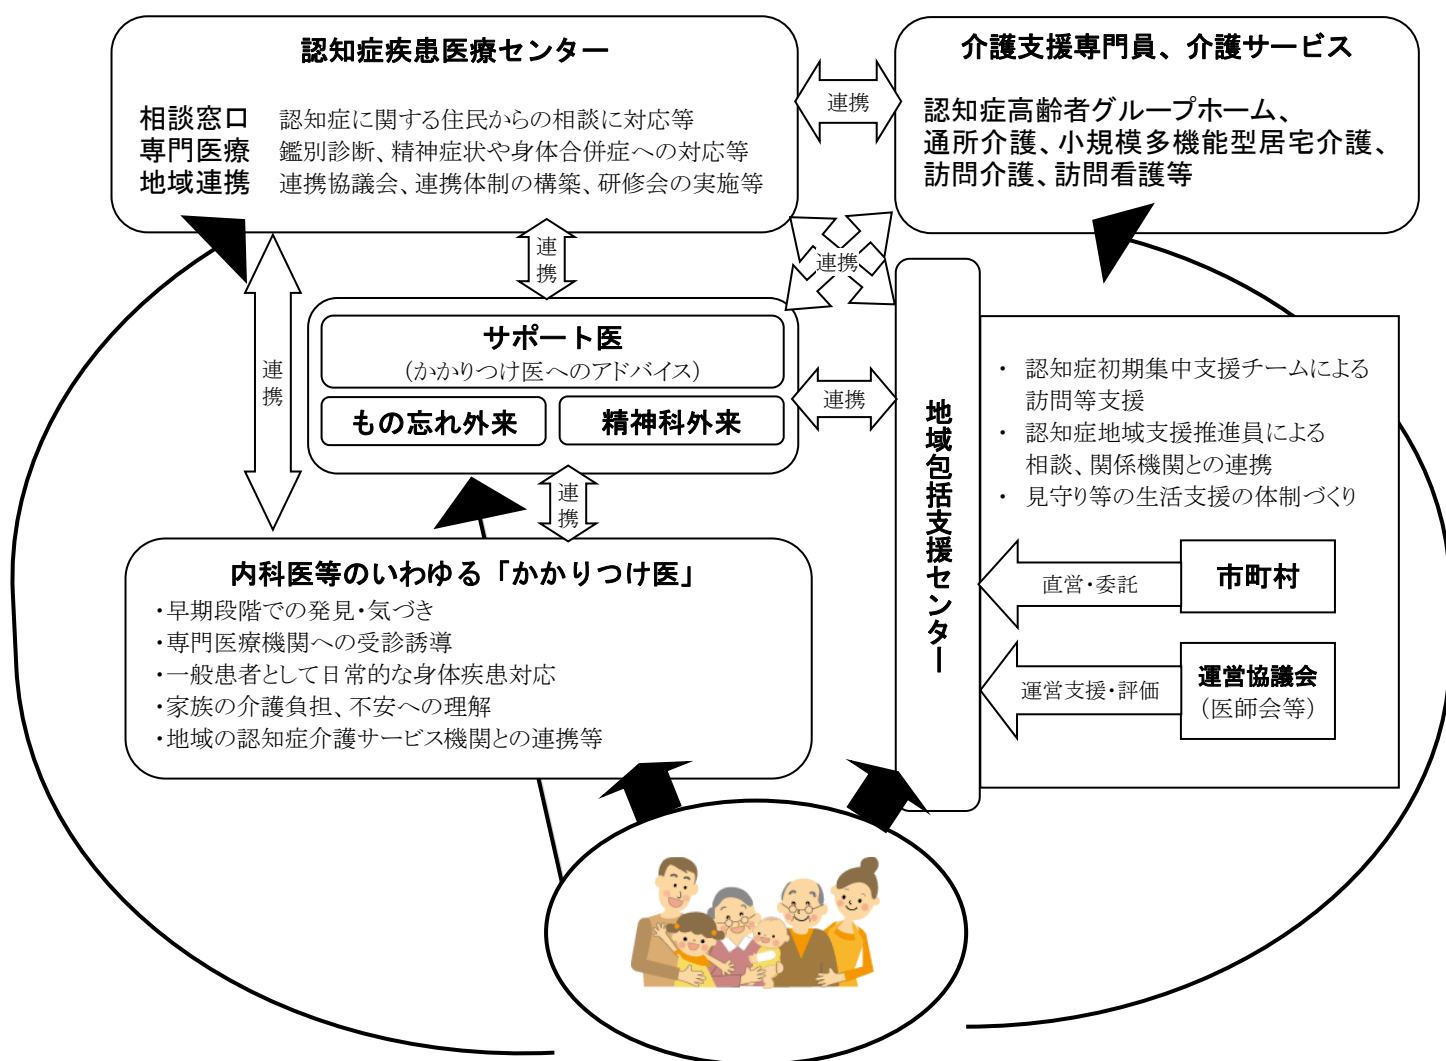 認知症疾患医療センター
相談窓口 認知症に関する住民からの相談に対応等
専門医療 鑑別診断、精神症状や身体合併症への対応等
地域連携 連携協議会、連携体制の構築、研修会の実施等
連携
介護支援専門員、介護サービス
認知症高齢者グループホーム、
通所介護、小規模多機能型居宅介護、
訪問介護、訪問看護等
連携
連携
連携
サポート医
(かかりつけ医へのアドバイス)
もの忘れ外来
精神科外来
連携
連携
内科医等のいわゆる「かかりつけ医」
・早期段階での発見・気づき
・専門医療機関への受診誘導
・一般患者として日常的な身体疾患対応
・家族の介護負担、不安への理解
・地域の認知症介護サービス機関との連携等
地域包括支援センター
・ 認知症初期集中支援チームによる
訪問等支援
・ 認知症地域支援推進員による
相談、関係機関との連携
・ 見守り等の生活支援の体制づくり
直営・委託
市町村
運営支援・評価
運営協議会
(医師会等)